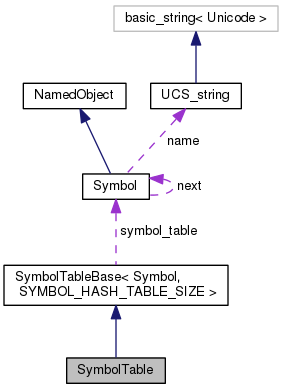 basic_string< Unicode >
NamedObject
UCS_string
name
Symbol
next
symbol_table
SymbolTableBase< Symbol,
SYMBOL_HASH_TABLE_SIZE >
SymbolTable